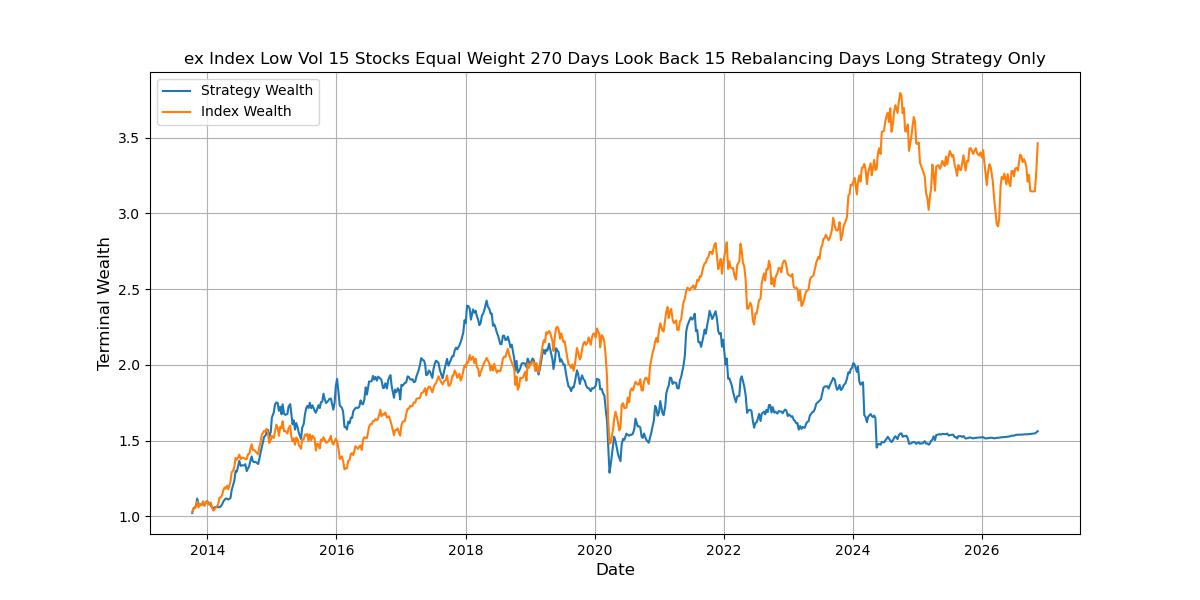 ex Index Low Vol 15 Stocks Equal Weight 270 Days Look Back 15 Rebalancing Days Long Strategy Only
Strategy Wealth
Index Wealth
Terminal Wealth
3.5
3.0
2.5
2.0
1.5
1.0
2014 2016 2018 2020 2022 2024 2026
Date